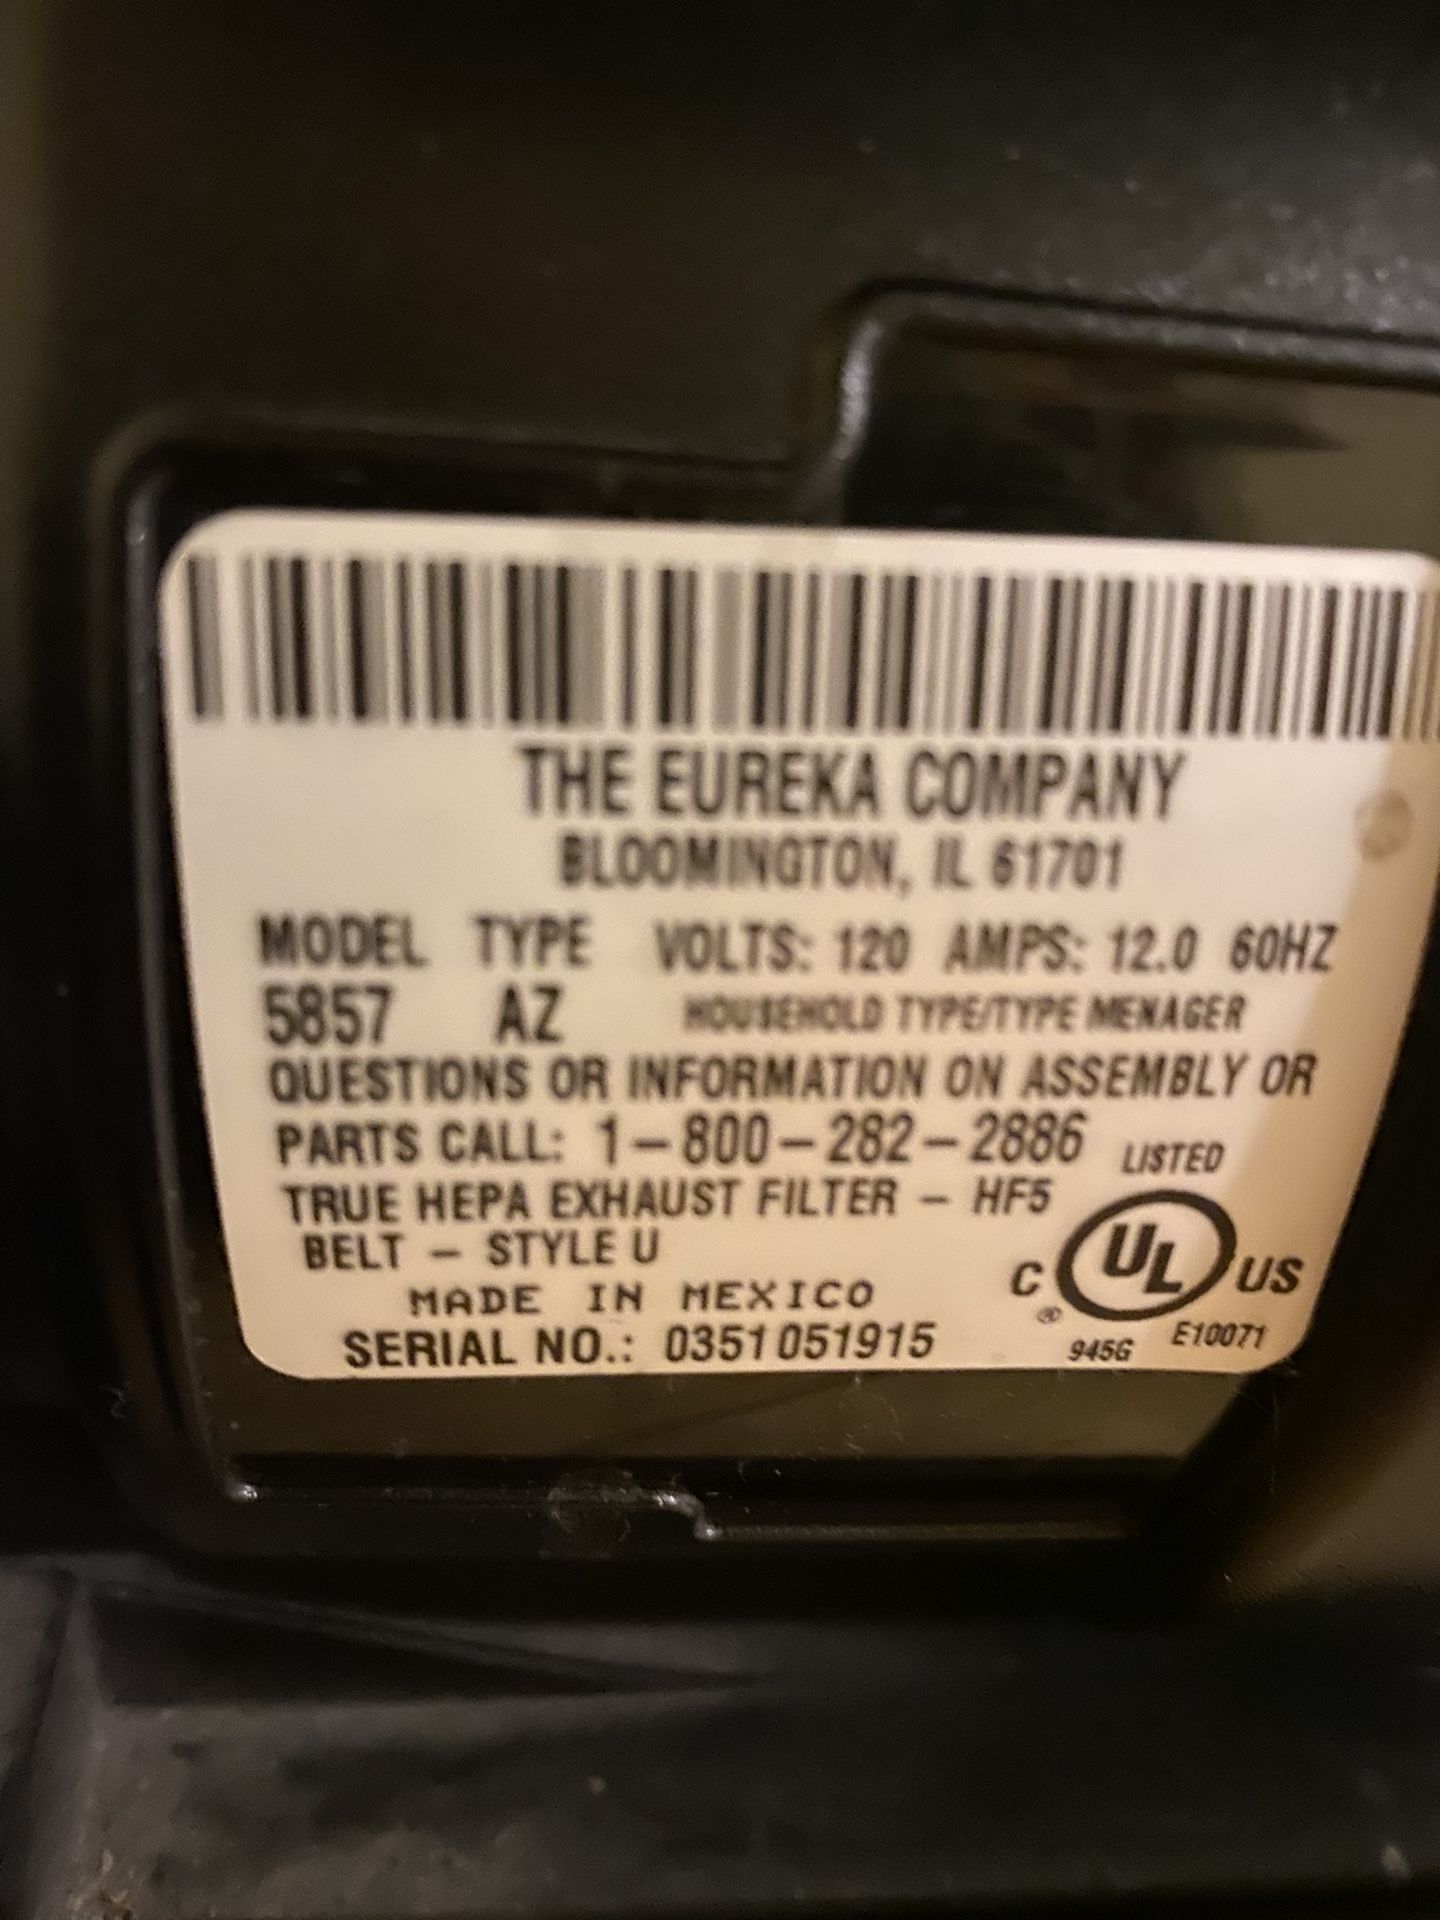 THE EUREKA COMPANY
BLOOMINGTON, IL 61701
MODEL TYPE VOLTS: 120 AMPS: 12.0 60HZ
5857 AZ HOUSEHOLD TYPE/TYPE MENAGER
QUESTIONS OR INFORMATION ON ASSEMBLY OR
PARTS CALL: 1-800-282-2886
LISTED
TRUE HEPA EXHAUST FILTER - HF5
BELT - STYLE U
C UL US
®
MADE IN MEXICO
SERIAL NO.: 0351051915
945G E10071